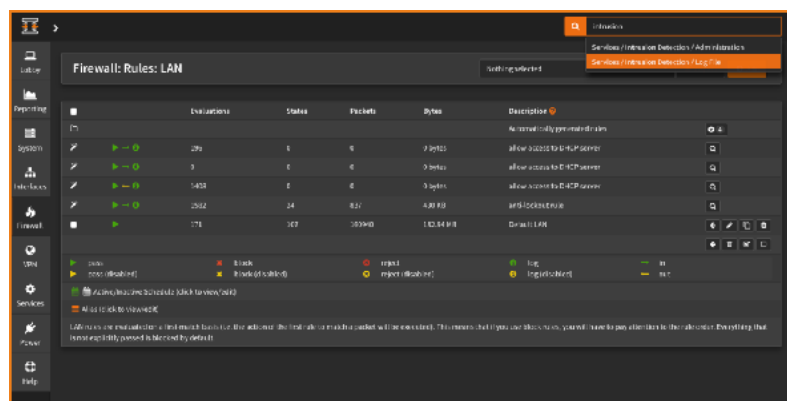 intrusion
Services / Intrusion Detection / Administration
Lobby
Firewall: Rules: LAN
Nothing selected
Services / Intrusion Detection / Log File
Reporting
Evaluations States Packets Bytes Description
Automatically generated rules
System
allow access to DHCP server
0 bytes allow access to DHCP server
Interfaces
0 bytes allow access to DHCP server
anti-lockout rule
Firewall
Default LAN
VPN
pass block reject log in
pass (disabled) block (disabled) reject (disabled) log (disabled) out
Active/Inactive Schedule (click to view/edit)
Services
Alias (click to view/edit)
LAN rules are evaluated on a first-match basis (i.e. the action of the first rule to match a packet will be executed). This means that if you use block rules, you will have to pay attention to the rule order. Everything that
is not explicitly passed is blocked by default.
Power
Help